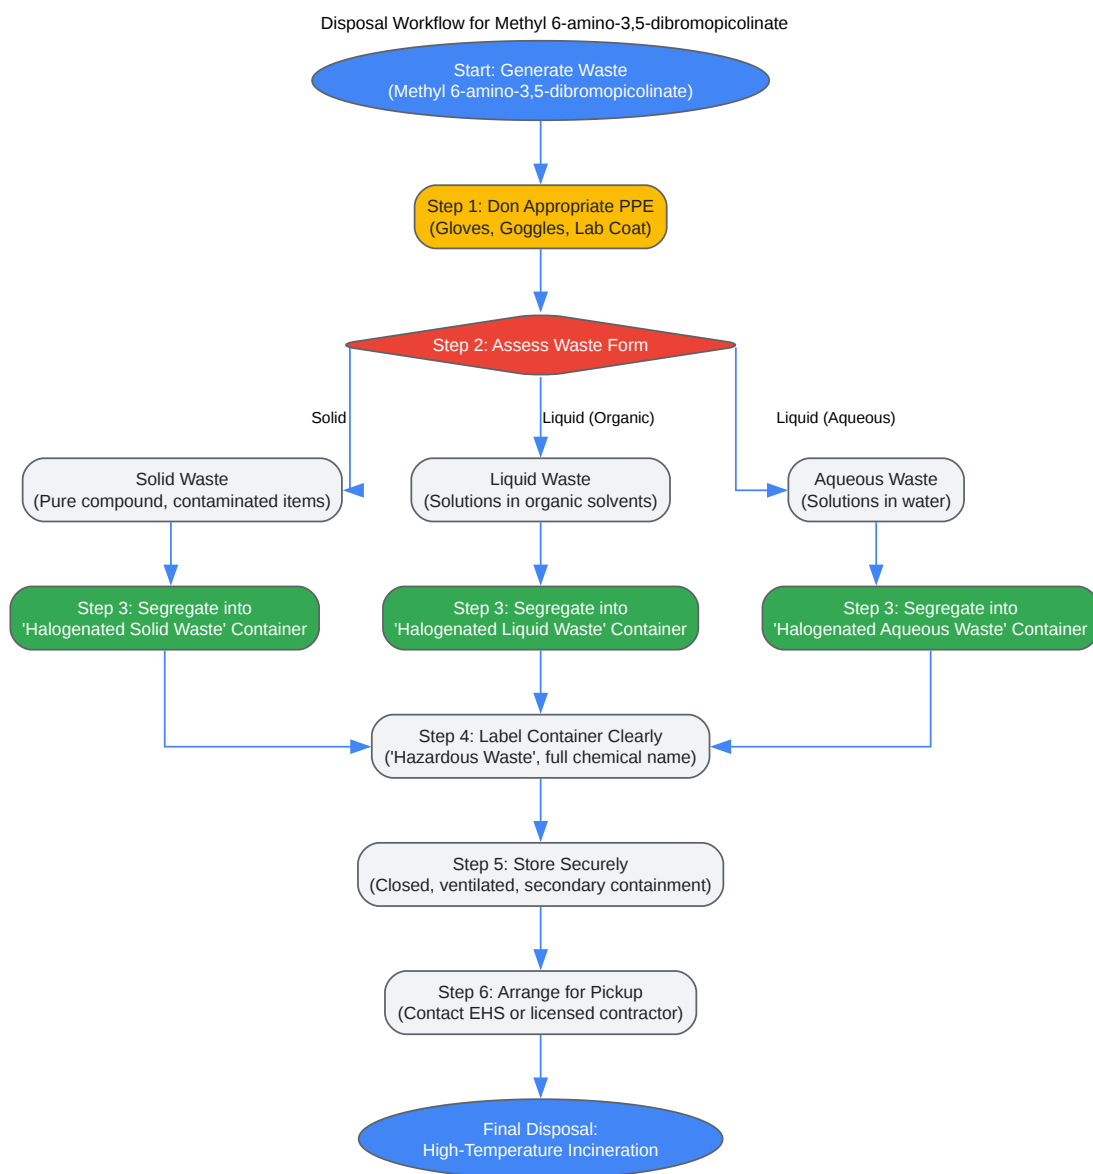 Disposal Workflow for Methyl 6-amino-3,5-dibromopicolinate
Start: Generate Waste
(Methyl 6-amino-3,5-dibromopicolinate)
Step 1: Don Appropriate PPE
(Gloves, Goggles, Lab Coat)
Step 2: Assess Waste Form
Solid
Liquid (Organic)
Liquid (Aqueous)
Solid Waste
(Pure compound, contaminated items)
Liquid Waste
(Solutions in organic solvents)
Aqueous Waste
(Solutions in water)
Step 3: Segregate into
'Halogenated Solid Waste' Container
Step 3: Segregate into
'Halogenated Liquid Waste' Container
Step 3: Segregate into
'Halogenated Aqueous Waste' Container
Step 4: Label Container Clearly
('Hazardous Waste', full chemical name)
Step 5: Store Securely
(Closed, ventilated, secondary containment)
Step 6: Arrange for Pickup
(Contact EHS or licensed contractor)
Final Disposal:
High-Temperature Incineration